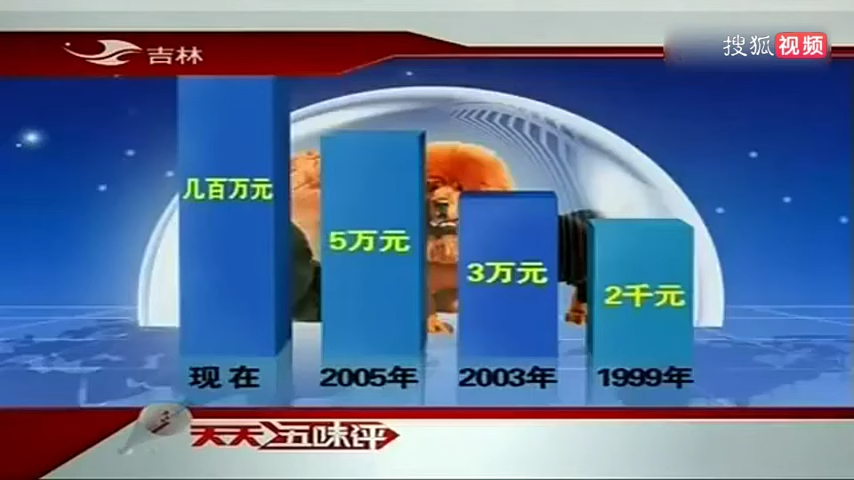 吉林
搜狐视频
几百万元
5万元
3万元
2千元
现在
2005年
2003年
1999年
天天五味评